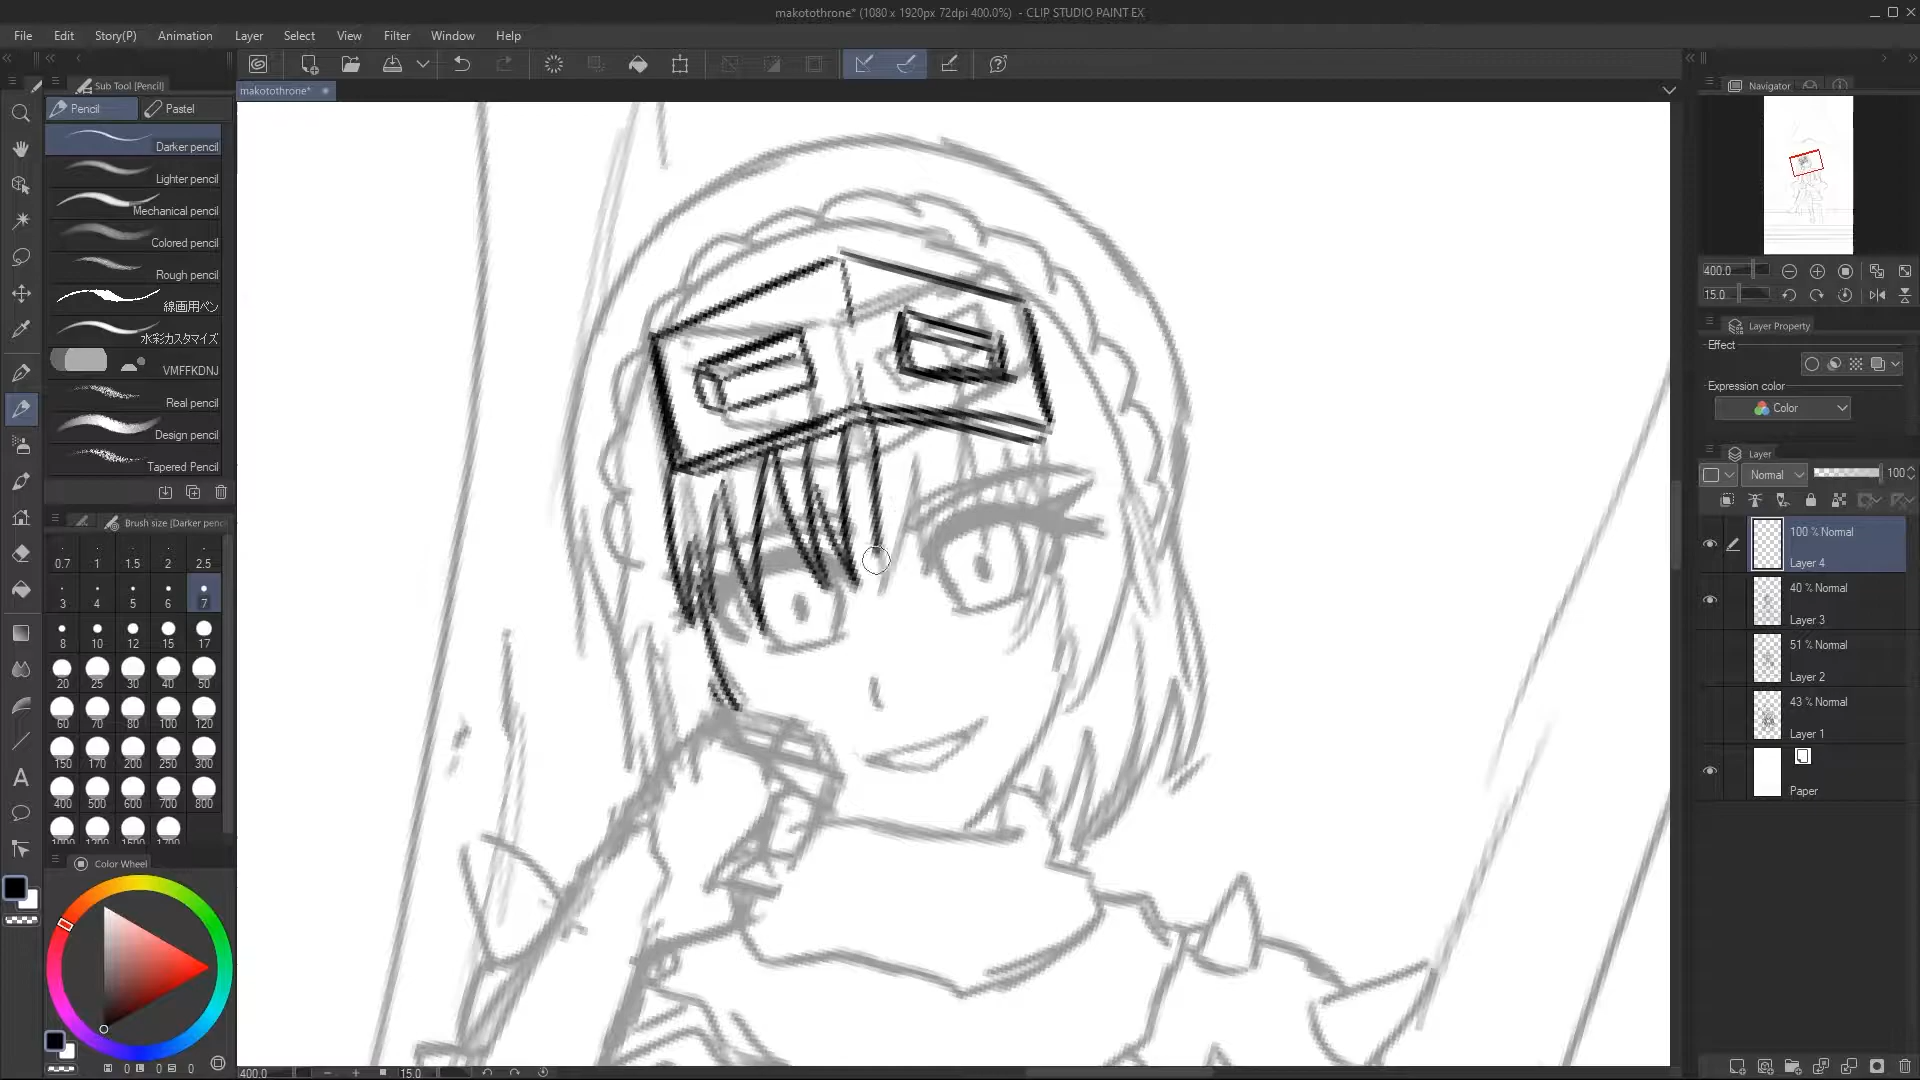 makotothrone* (1080 x 1920px 72dpi 400.0%) - CLIP STUDIO PAINT EX
File Edit Story(P) Animation Layer Select View Filter Window Help
Sub Tool [Pencil]
Pencil Pastel
makotothrone*
Navigator
Darker pencil
Lighter pencil
Mechanical pencil
Colored pencil
Rough pencil
線画用ペン
水彩カスタマイズ
VMFFKDNJ
Real pencil
Design pencil
Tapered Pencil
Brush size [Darker penc
0.7 1 1.5 2 2.5
3 4 5 6 7
8 10 12 15 17
20 25 30 40 50
60 70 80 100 120
150 170 200 250 300
400 500 600 700 800
1000 1200 1500 1700
Color Wheel
H 0 L 0 S 0
400.0 15.0
400.0
15.0
Layer Property
Effect
Expression color
Color
Layer
Normal 100
100 % Normal
Layer 4
40 % Normal
Layer 3
51 % Normal
Layer 2
43 % Normal
Layer 1
Paper